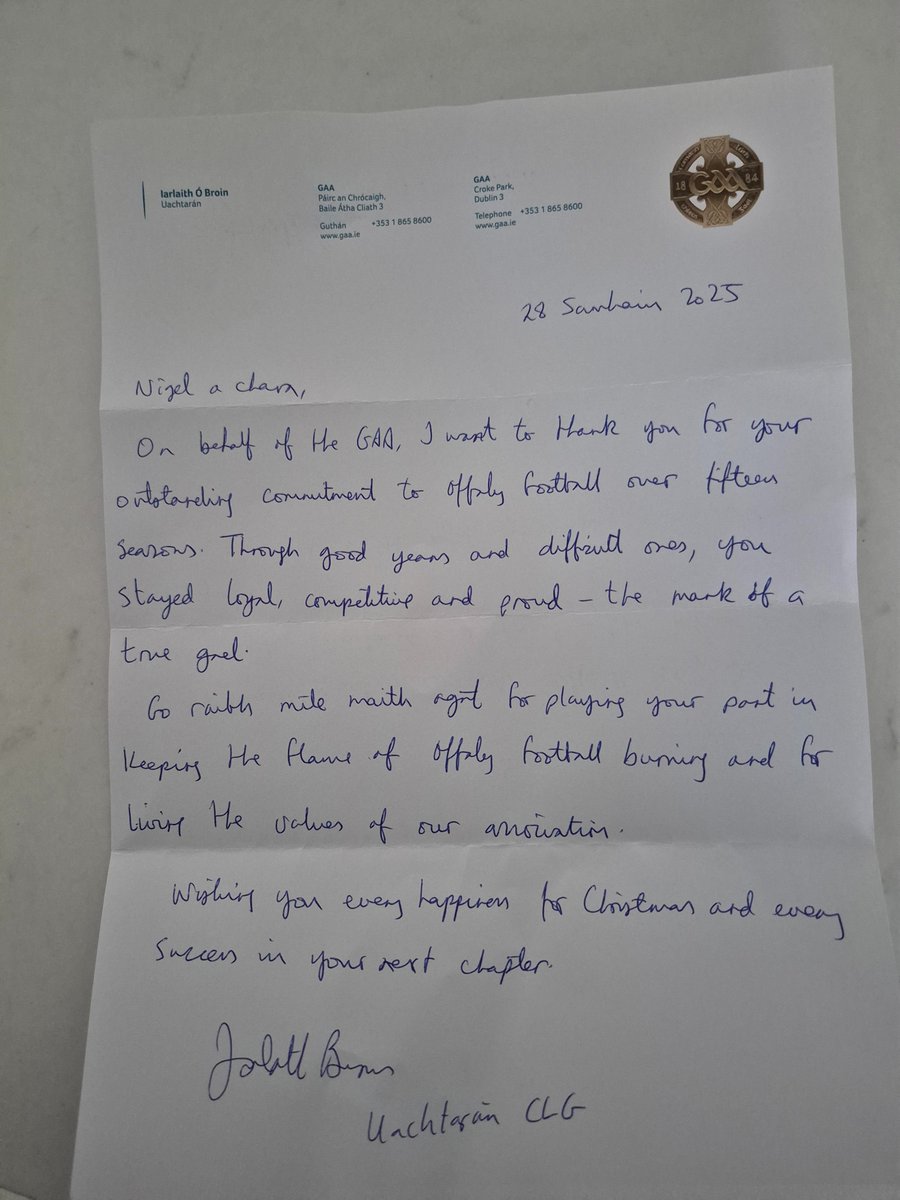 Iarlaith Ó Broin
Uachtarán
GAA
Páirc an Chrócaigh,
Baile Átha Cliath 3
Guthán +353 1 865 8600
www.gaa.ie
GAA
Croke Park,
Dublin 3
Telephone +353 1 865 8600
www.gaa.ie
18 GAA 84
28 Samhain 2025
Nigel a chara,
On behalf of the GAA, I want to thank you for your
outstanding commitment to Offaly football over fifteen
seasons. Through good years and difficult ones, you
stayed loyal, competitive and proud – the mark of a
true gael.
Go raibh míle maith agat for playing your part in
keeping the flame of Offaly football burning and for
living the values of our association.
Wishing you every happiness for Christmas and every
success in your next chapter.
Jarlath Burns
Uachtarán CLG